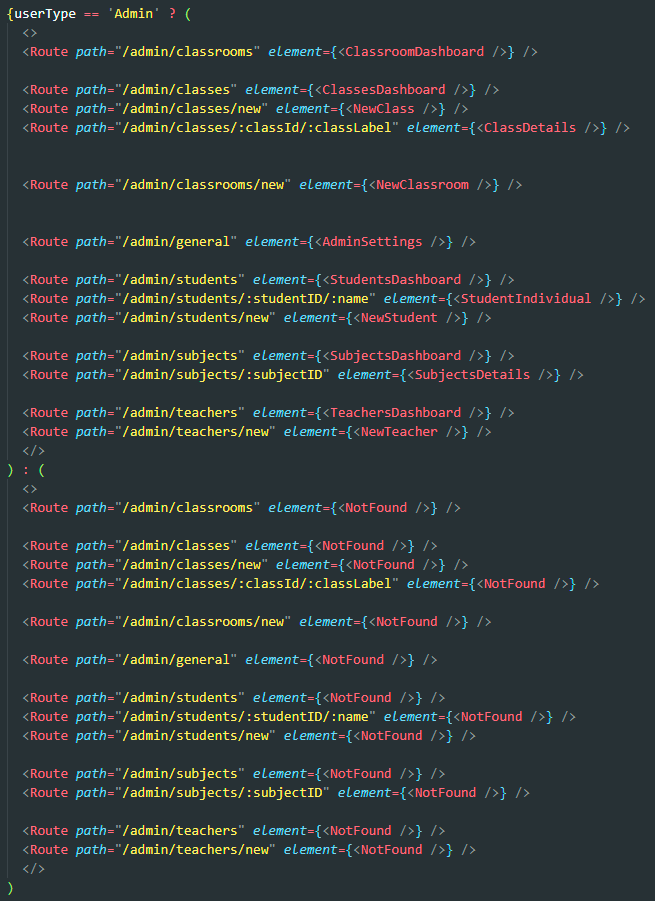 {userType == 'Admin' ? (
<>
<Route path="/admin/classrooms" element={<ClassroomDashboard />} />
<Route path="/admin/classes" element={<ClassesDashboard />} />
<Route path="/admin/classes/new" element={<NewClass />} />
<Route path="/admin/classes/:classId/:classLabel" element={<ClassDetails />} />
<Route path="/admin/classrooms/new" element={<NewClassroom />} />
<Route path="/admin/general" element={<AdminSettings />} />
<Route path="/admin/students" element={<StudentsDashboard />} />
<Route path="/admin/students/:studentID/:name" element={<StudentIndividual />} />
<Route path="/admin/students/new" element={<NewStudent />} />
<Route path="/admin/subjects" element={<SubjectsDashboard />} />
<Route path="/admin/subjects/:subjectID" element={<SubjectsDetails />} />
<Route path="/admin/teachers" element={<TeachersDashboard />} />
<Route path="/admin/teachers/new" element={<NewTeacher />} />
</>
) : (
<>
<Route path="/admin/classrooms" element={<NotFound />} />
<Route path="/admin/classes" element={<NotFound />} />
<Route path="/admin/classes/new" element={<NotFound />} />
<Route path="/admin/classes/:classId/:classLabel" element={<NotFound />} />
<Route path="/admin/classrooms/new" element={<NotFound />} />
<Route path="/admin/general" element={<NotFound />} />
<Route path="/admin/students" element={<NotFound />} />
<Route path="/admin/students/:studentID/:name" element={<NotFound />} />
<Route path="/admin/students/new" element={<NotFound />} />
<Route path="/admin/subjects" element={<NotFound />} />
<Route path="/admin/subjects/:subjectID" element={<NotFound />} />
<Route path="/admin/teachers" element={<NotFound />} />
<Route path="/admin/teachers/new" element={<NotFound />} />
</>
)